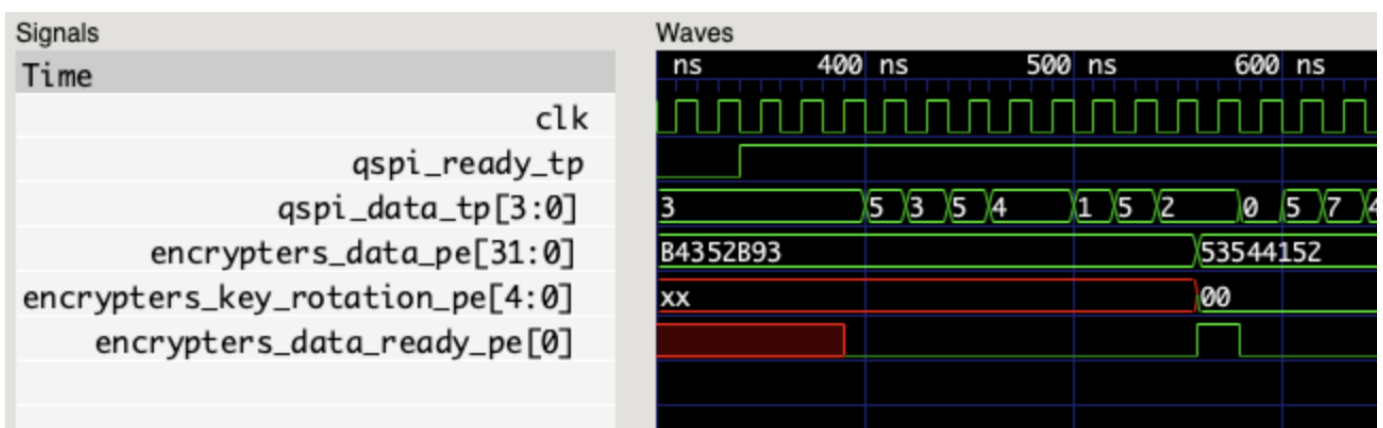 Signals
Waves
Time
ns 400 ns 500 ns 600 ns
clk
qspi_ready_tp
qspi_data_tp[3:0] 3 5 3 5 4 1 5 2 0 5 7 4
encrypters_data_pe[31:0] B4352B93 53544152
encrypters_key_rotation_pe[4:0] xx 00
encrypters_data_ready_pe[0]